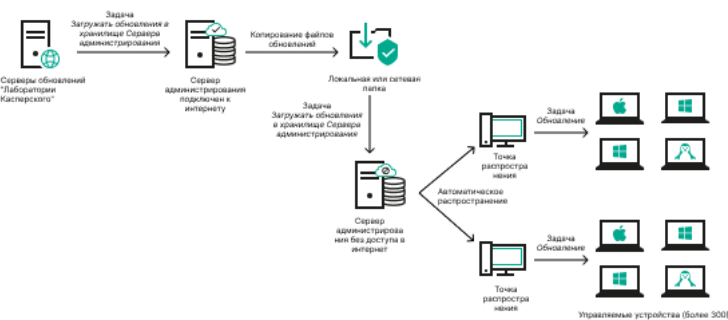 Задача
Загружать обновления в
хранилище Сервера
администрирования
Серверы обновлений
"Лаборатории
Касперского"
Сервер
администрирования
подключен к
интернету
Копирование файлов
обновлений
Локальная или сетевая
папка
Задача
Загружать обновления
в хранилище Сервера
администрирования
Сервер
администрирова
ния без доступа в
интернет
Автоматическое
распространение
Точка
распростра
нения
Задача
Обновление
Точка
распростра
нения
Задача
Обновление
Управляемые устройства (более 300)